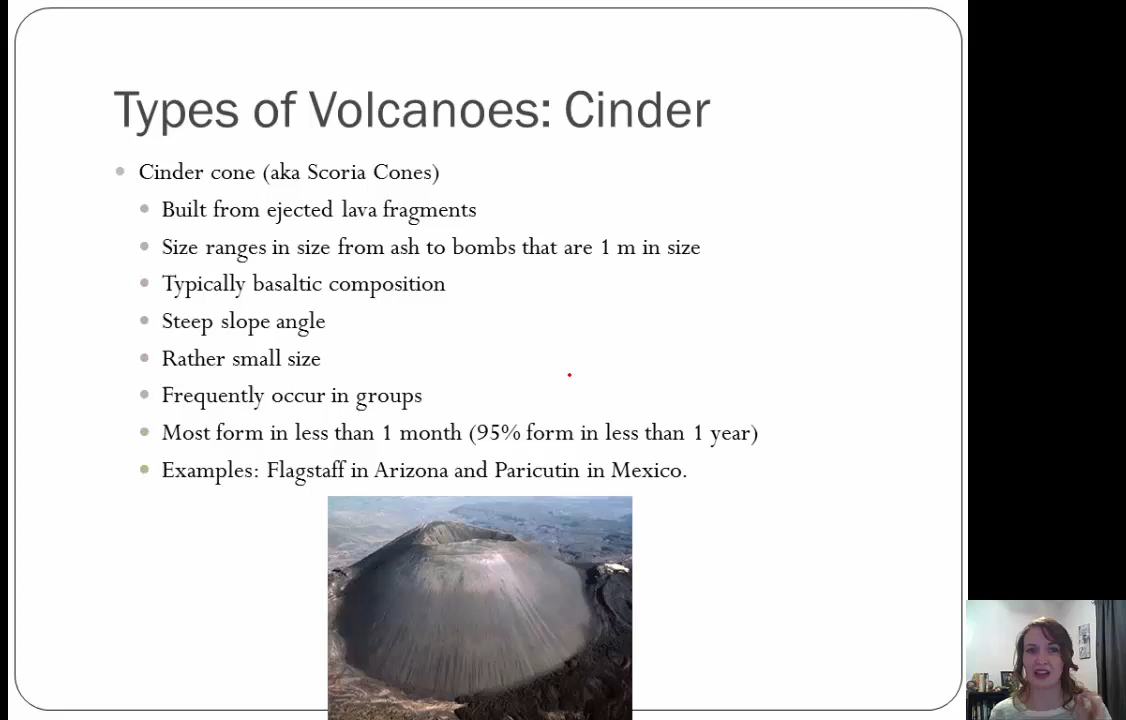 Types of Volcanoes: Cinder
Cinder cone (aka Scoria Cones)
Built from ejected lava fragments
Size ranges in size from ash to bombs that are 1 m in size
Typically basaltic composition
Steep slope angle
Rather small size
Frequently occur in groups
Most form in less than 1 month (95% form in less than 1 year)
Examples: Flagstaff in Arizona and Paricutin in Mexico.